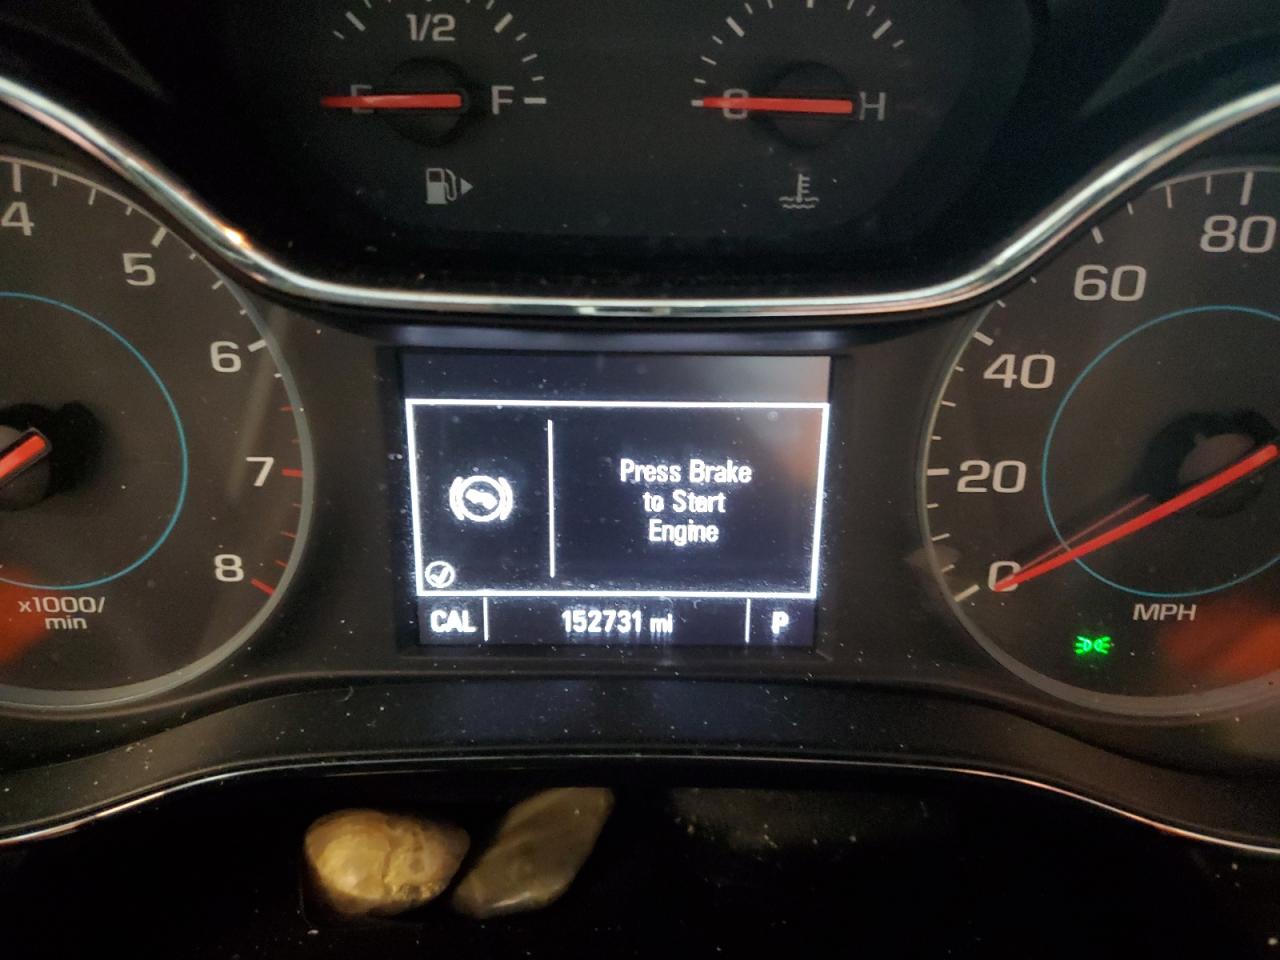 1/2
E F
C H
4
5
6
7
8
x1000/
min
80
60
40
20
0
MPH
Press Brake
to Start
Engine
CAL 152731 mi P